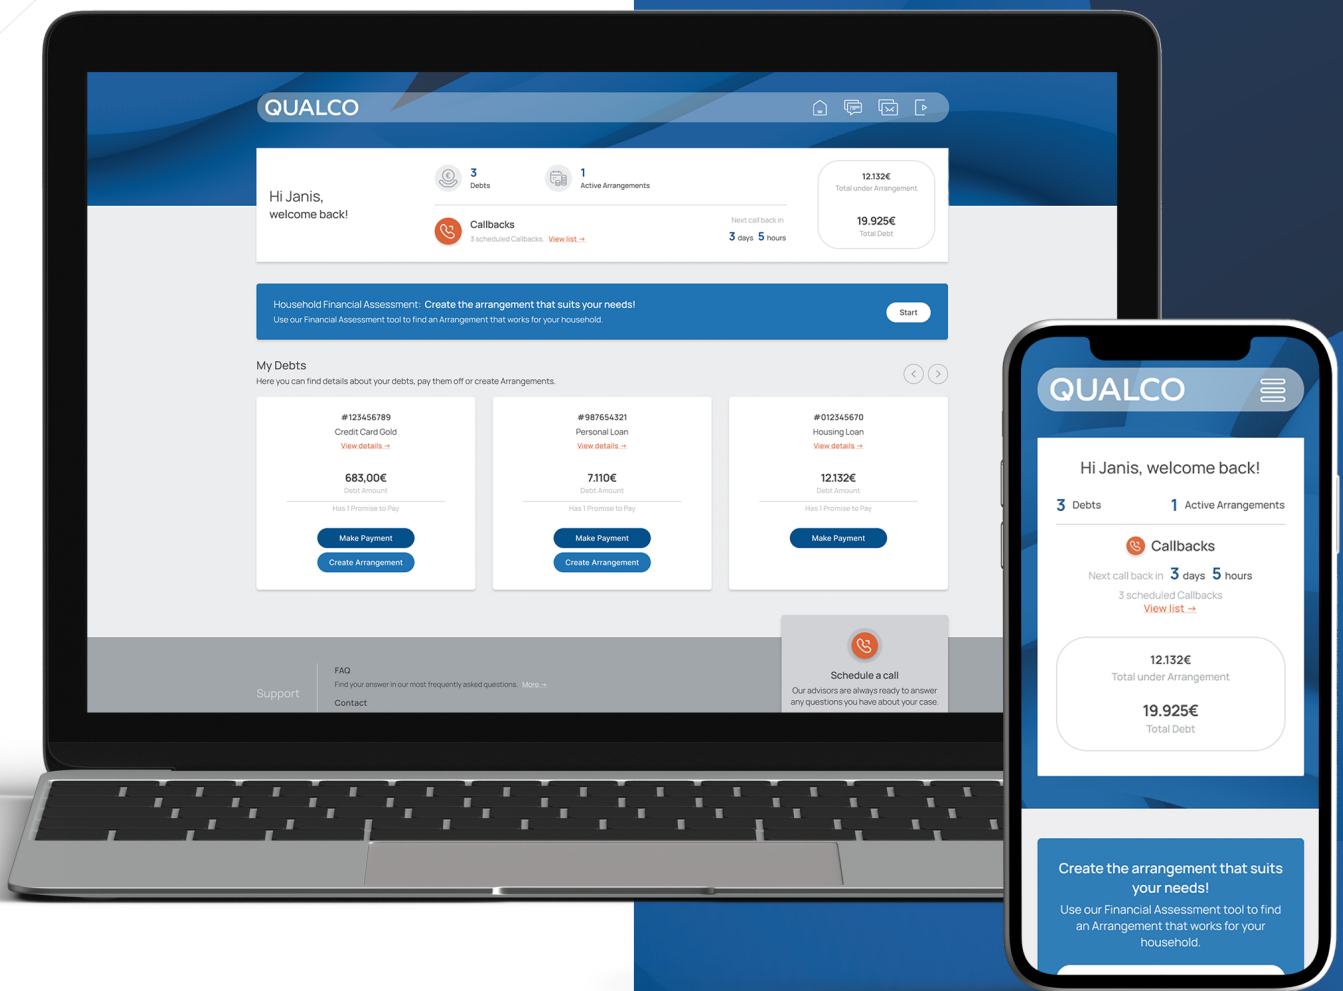 QUALCO
Hi Janis,
welcome back!
3
Debts
1
Active Arrangements
Callbacks
3 scheduled Callbacks. View list →
Next call back in
3 days 5 hours
12.132€
Total under Arrangement
19.925€
Total Debt
Household Financial Assessment: Create the arrangement that suits your needs!
Use our Financial Assessment tool to find an Arrangement that works for your household.
Start
My Debts
Here you can find details about your debts, pay them off or create Arrangements.
#123456789
Credit Card Gold
View details →
683,00€
Debt Amount
Has 1 Promise to Pay
Make Payment
Create Arrangement
#987654321
Personal Loan
View details →
7.110€
Debt Amount
Has 1 Promise to Pay
Make Payment
Create Arrangement
#012345670
Housing Loan
View details →
12.132€
Debt Amount
Has 1 Promise to Pay
Make Payment
Support
FAQ
Find your answer in our most frequently asked questions. More →
Contact
Schedule a call
Our advisors are always ready to answer
any questions you have about your case.
QUALCO
Hi Janis, welcome back!
3 Debts
1 Active Arrangements
Callbacks
Next call back in 3 days 5 hours
3 scheduled Callbacks
View list →
12.132€
Total under Arrangement
19.925€
Total Debt
Create the arrangement that suits
your needs!
Use our Financial Assessment tool to find
an Arrangement that works for your
household.